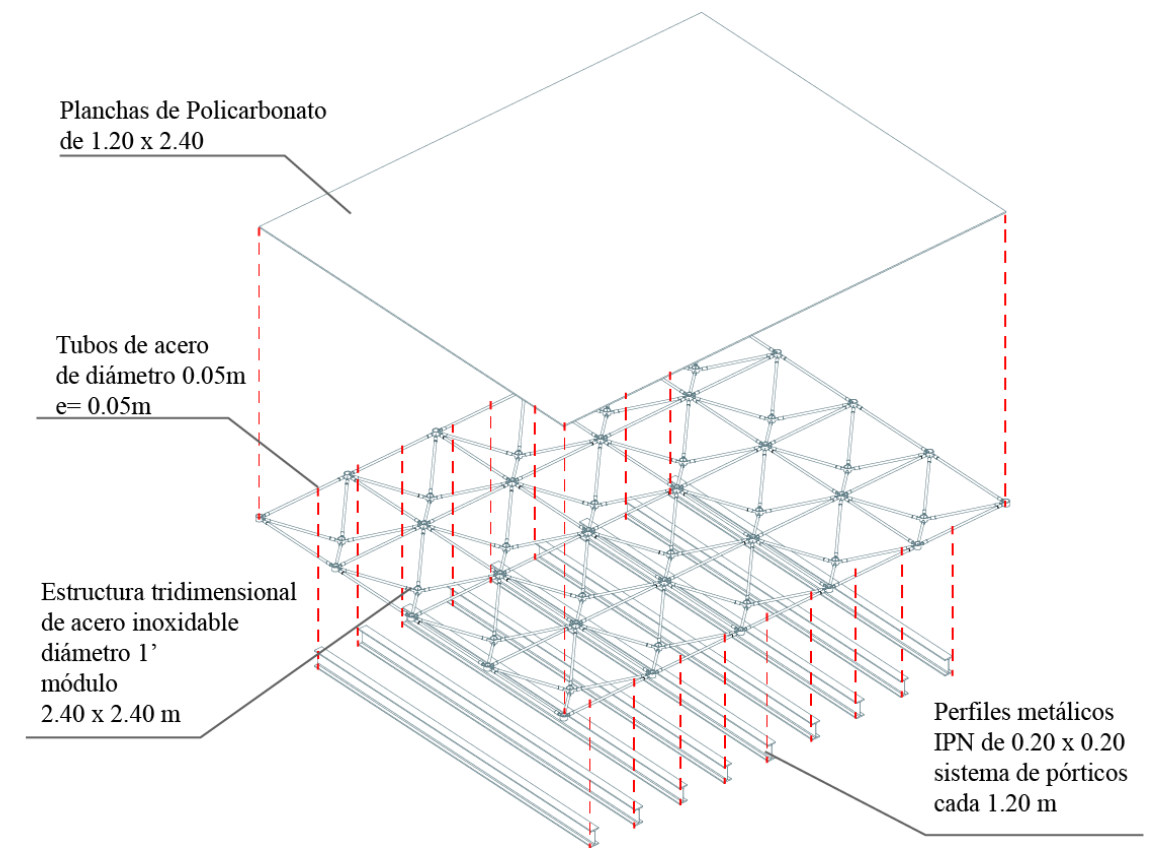 Planchas de Policarbonato
de 1.20 x 2.40
Tubos de acero
de diámetro 0.05m
e= 0.05m
Estructura tridimensional
de acero inoxidable
diámetro 1’
módulo
2.40 x 2.40 m
Perfiles metálicos
IPN de 0.20 x 0.20
sistema de pórticos
cada 1.20 m